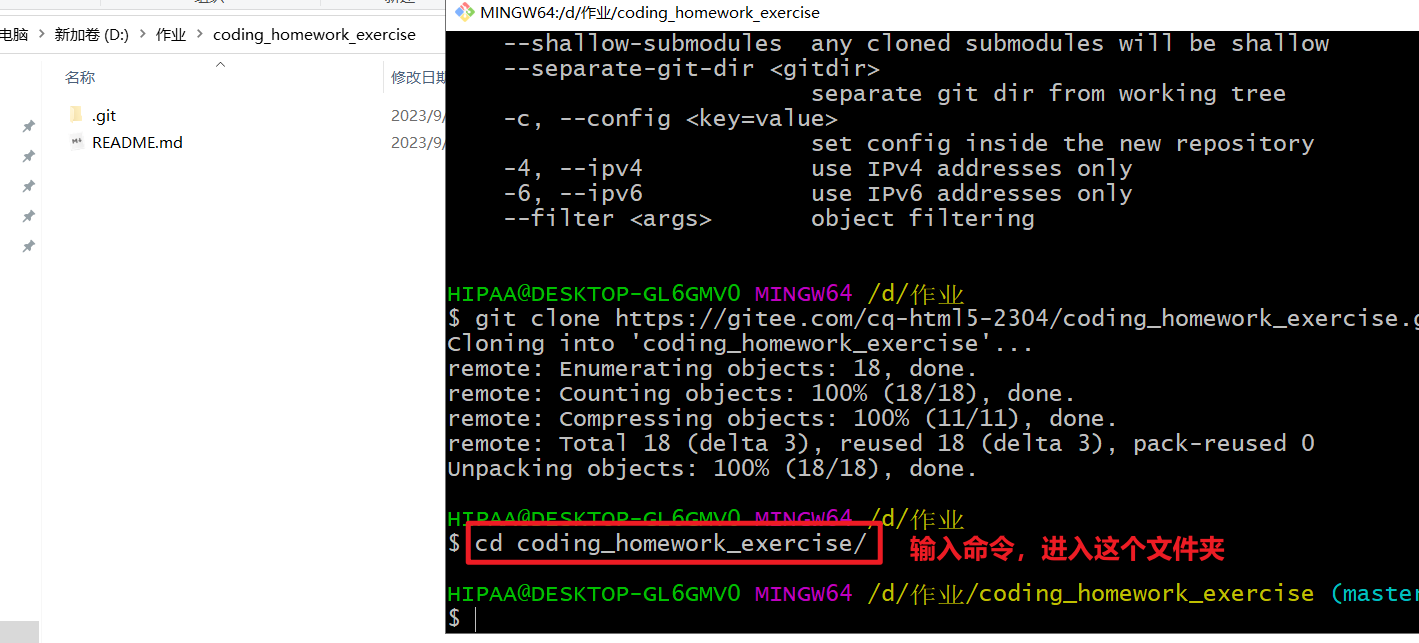 MINGW64:/d/作业/coding_homework_exercise
电脑 > 新加卷 (D:) > 作业 > coding_homework_exercise
名称 修改日期
.git 2023/9/
README.md 2023/9/
--shallow-submodules any cloned submodules will be shallow
--separate-git-dir <gitdir>
separate git dir from working tree
-c, --config <key=value>
set config inside the new repository
-4, --ipv4 use IPv4 addresses only
-6, --ipv6 use IPv6 addresses only
--filter <args> object filtering
HIPAA@DESKTOP-GL6GMV0 MINGW64 /d/作业
$ git clone https://gitee.com/cq-html5-2304/coding_homework_exercise.g
Cloning into 'coding_homework_exercise'...
remote: Enumerating objects: 18, done.
remote: Counting objects: 100% (18/18), done.
remote: Compressing objects: 100% (11/11), done.
remote: Total 18 (delta 3), reused 18 (delta 3), pack-reused 0
Unpacking objects: 100% (18/18), done.
HIPAA@DESKTOP-GL6GMV0 MINGW64 /d/作业
$ cd coding_homework_exercise/ 输入命令，进入这个文件夹
HIPAA@DESKTOP-GL6GMV0 MINGW64 /d/作业/coding_homework_exercise (master
$